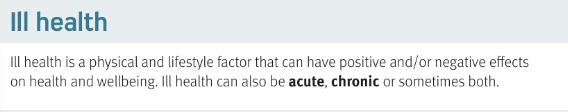 Ill health
Ill health is a physical and lifestyle factor that can have positive and/or negative effects
on health and wellbeing. Ill health can also be acute, chronic or sometimes both.